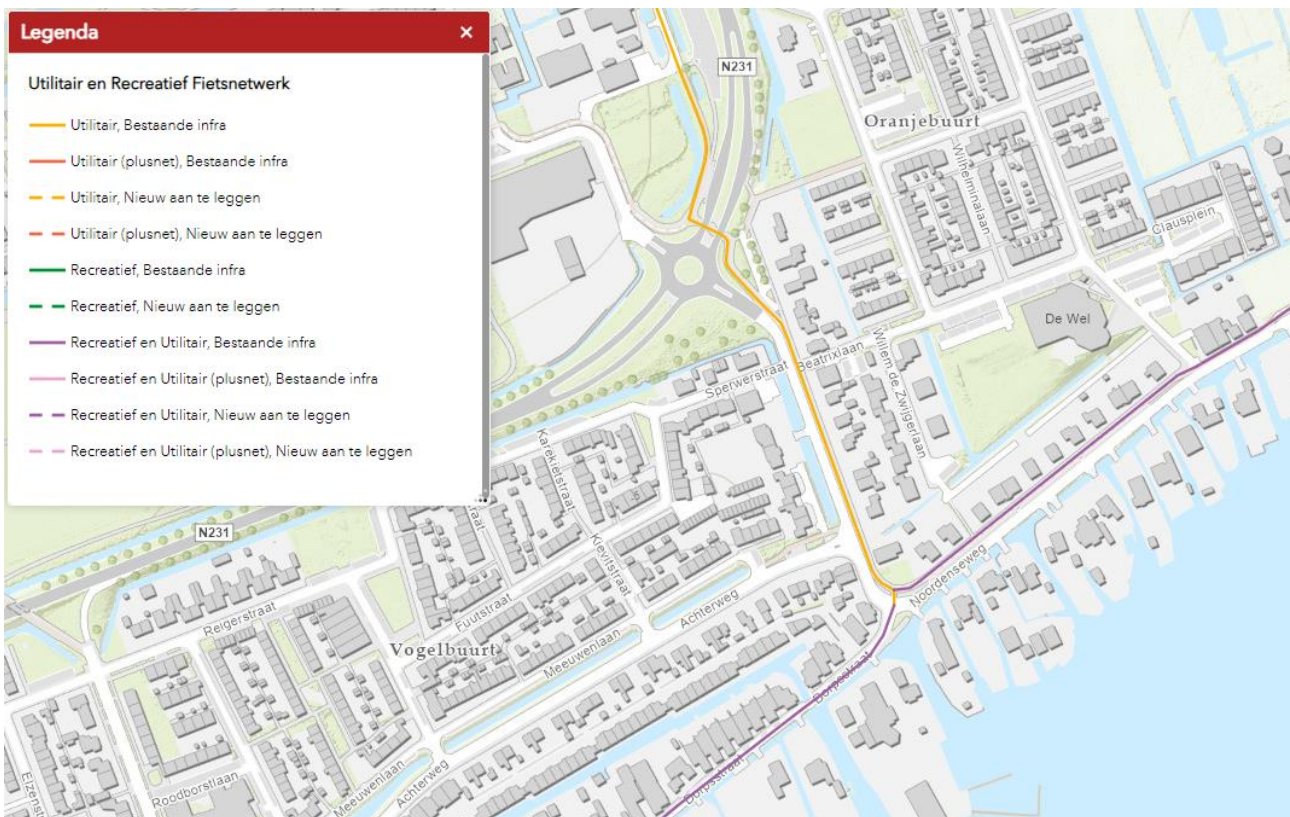 Legenda
×
Utilitair en Recreatief Fietsnetwerk
Utilitair, Bestaande infra
Utilitair (plusnet), Bestaande infra
Utilitair, Nieuw aan te leggen
Utilitair (plusnet), Nieuw aan te leggen
Recreatief, Bestaande infra
Recreatief, Nieuw aan te leggen
Recreatief en Utilitair, Bestaande infra
Recreatief en Utilitair (plusnet), Bestaande infra
Recreatief en Utilitair, Nieuw aan te leggen
Recreatief en Utilitair (plusnet), Nieuw aan te leggen
N231
Oranjebuurt
Wilhelminalaan
Clausplein
De Wel
Beatrixlaan
Sperwerstraat
Willem de Zwijgerlaan
Karekietstraat
N231
Kievitstraat
Noordenseweg
Reigerstraat
Fuutstraat
Achterweg
Vogelbuurt
Meeuwenlaan
Dorpsstraat
Roodborstlaan
Meeuwenlaan
Achterweg
Dorpsstraat